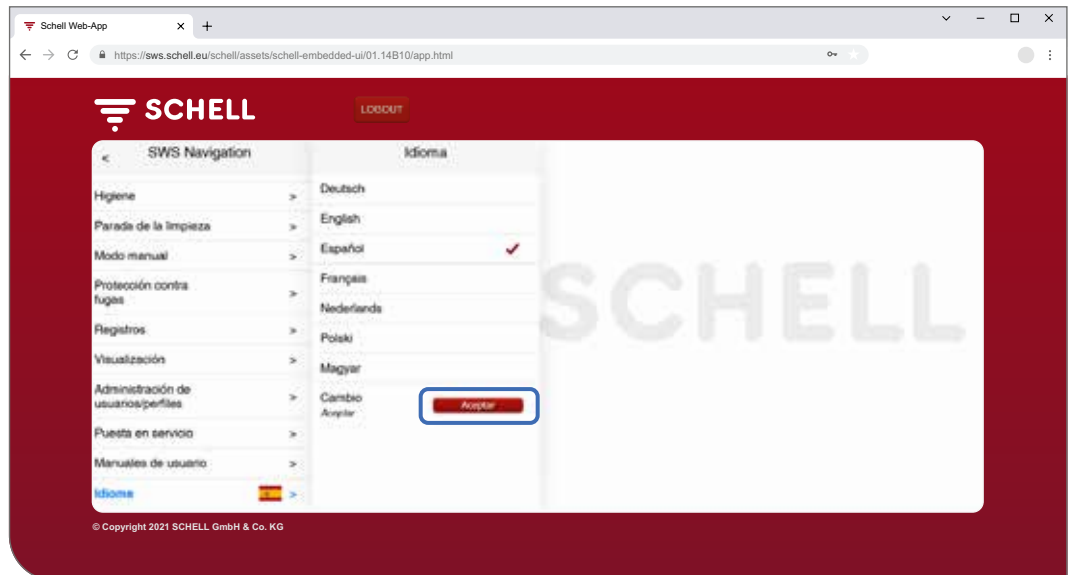 Schell Web-App
https://sws.schell.eu/schell/assets/schell-embedded-ui/01.14B10/app.html
SCHELL
LOGOUT
< SWS Navigation
Higiene >
Parada de la limpieza >
Modo manual >
Protección contra
fugas >
Registros >
Visualización >
Administración de
usuarios/perfiles >
Puesta en servicio >
Manuales de usuario >
Idioma >
Idioma
Deutsch
English
Español
Français
Nederlands
Polski
Magyar
Cambio
Aceptar
Aceptar
SCHELL
© Copyright 2021 SCHELL GmbH & Co. KG